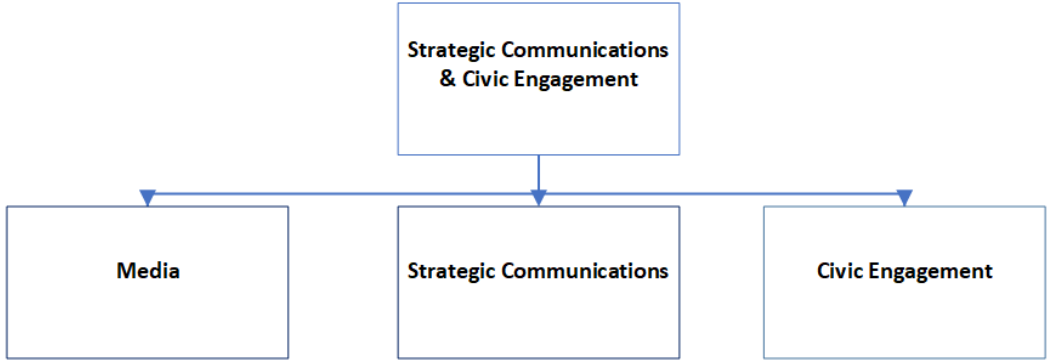 Strategic Communications
& Civic Engagement
Media
Strategic Communications
Civic Engagement